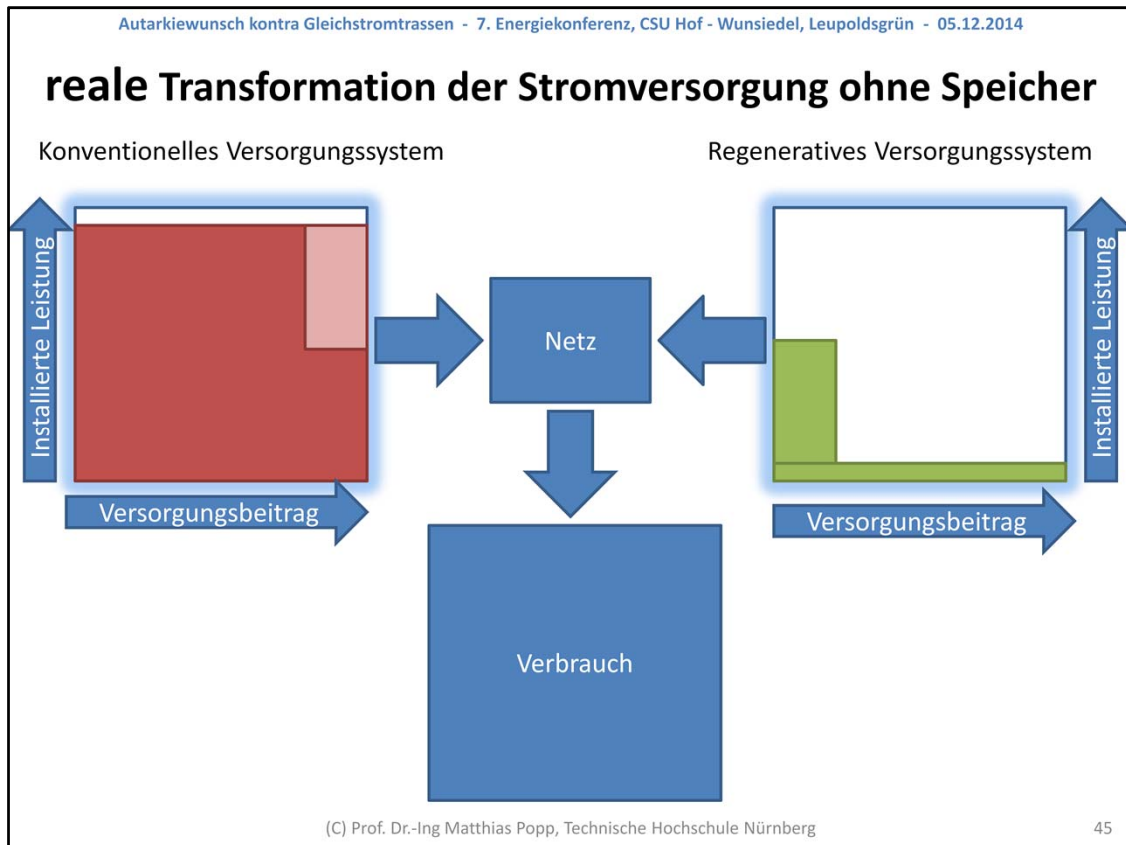 Autarkiewunsch kontra Gleichstromtrassen - 7. Energiekonferenz, CSU Hof - Wunsiedel, Leupoldsgrün - 05.12.2014
reale Transformation der Stromversorgung ohne Speicher
Konventionelles Versorgungssystem
Regeneratives Versorgungssystem
Installierte Leistung
Netz
Installierte Leistung
Versorgungsbeitrag
Versorgungsbeitrag
Verbrauch
(C) Prof. Dr.-Ing Matthias Popp, Technische Hochschule Nürnberg
45